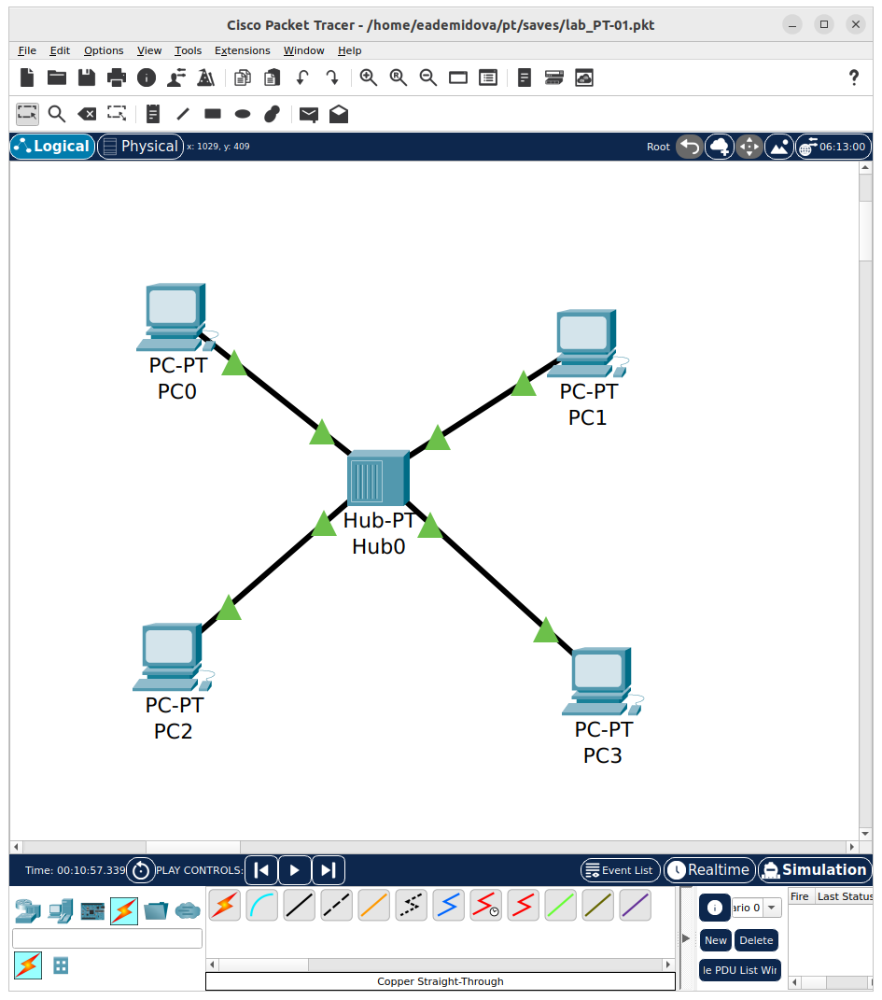 Cisco Packet Tracer - /home/eademidova/pt/saves/lab_PT-01.pkt
File Edit Options View Tools Extensions Window Help
?
Logical Physical x: 1029, y: 409 Root 06:13:00
PC-PT
PC0
PC-PT
PC1
Hub-PT
Hub0
PC-PT
PC2
PC-PT
PC3
Time: 00:10:57.339 PLAY CONTROLS: Event List Realtime Simulation
Fire Last Status
ario 0
New Delete
le PDU List Wir
Copper Straight-Through